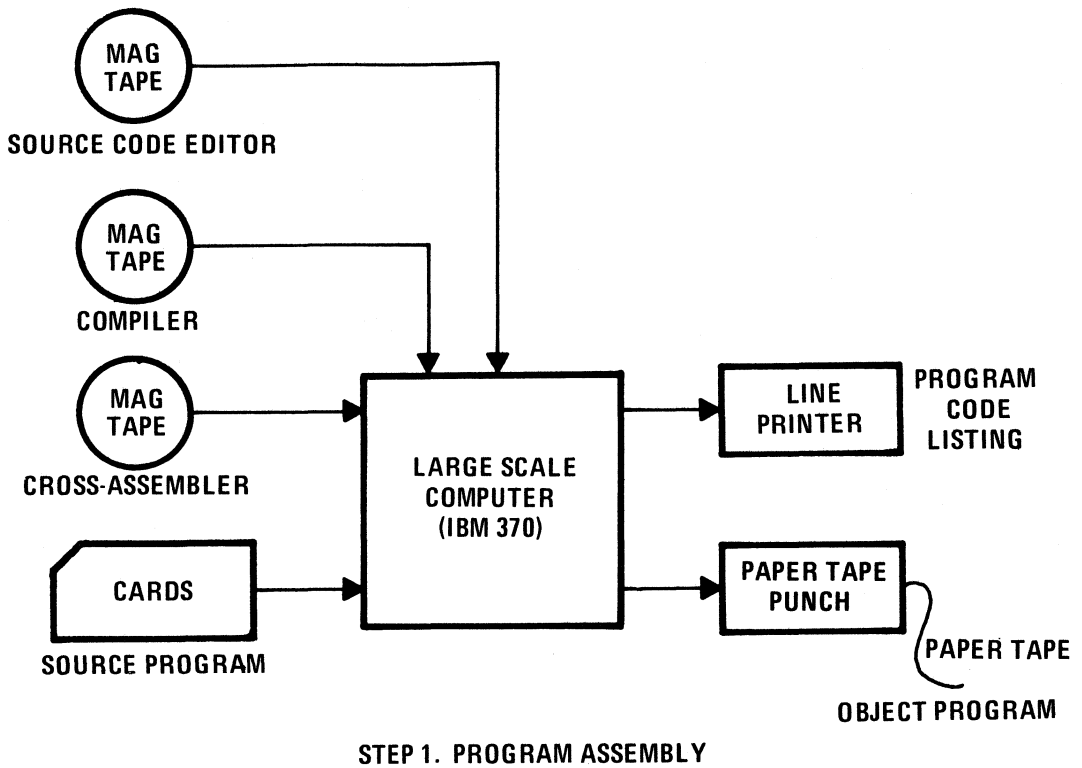 MAG
TAPE
SOURCE CODE EDITOR
MAG
TAPE
COMPILER
MAG
TAPE
CROSS-ASSEMBLER
CARDS
SOURCE PROGRAM
LARGE SCALE
COMPUTER
(IBM 370)
LINE
PRINTER
PROGRAM
CODE
LISTING
PAPER TAPE
PUNCH
PAPER TAPE
OBJECT PROGRAM
STEP 1. PROGRAM ASSEMBLY